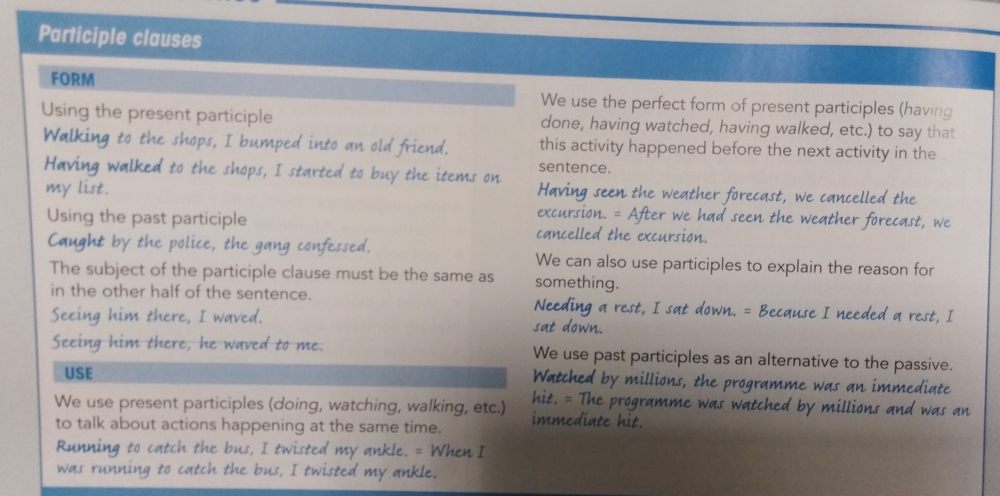 Participle clauses
FORM
Using the present participle
Walking to the shops, I bumped into an old friend.
Having walked to the shops, I started to buy the items on
my list.
Using the past participle
Caught by the police, the gang confessed.
The subject of the participle clause must be the same as
in the other half of the sentence.
Seeing him there, I waved.
Seeing him there, he waved to me.
USE
We use present participles (doing, watching, walking, etc.)
to talk about actions happening at the same time.
Running to catch the bus, I twisted my ankle. = When I
was running to catch the bus, I twisted my ankle.
We use the perfect form of present participles (having
done, having watched, having walked, etc.) to say that
this activity happened before the next activity in the
sentence.
Having seen the weather forecast, we cancelled the
excursion. = After we had seen the weather forecast, we
cancelled the excursion.
We can also use participles to explain the reason for
something.
Needing a rest, I sat down. = Because I needed a rest, I
sat down.
We use past participles as an alternative to the passive.
Watched by millions, the programme was an immediate
hit. = The programme was watched by millions and was an
immediate hit.